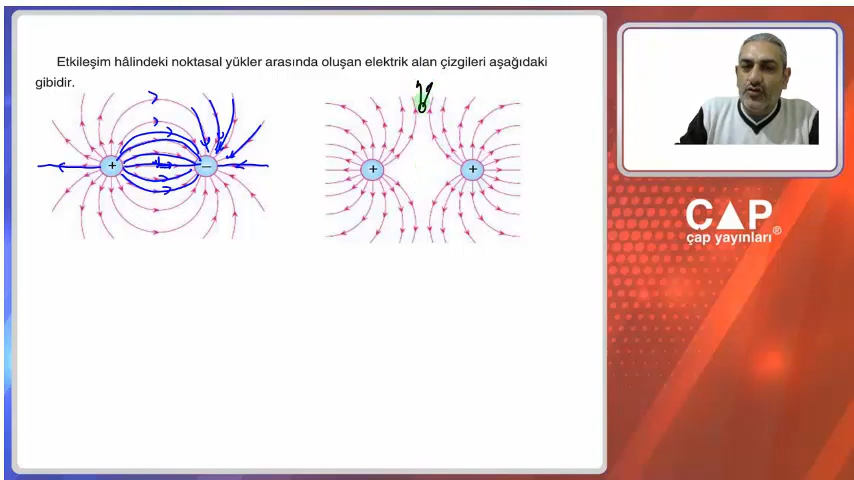 Etkileşim hâlindeki noktasal yükler arasında oluşan elektrik alan çizgileri aşağıdaki
gibidir.
+ – + +
ÇAP®
çap yayınları